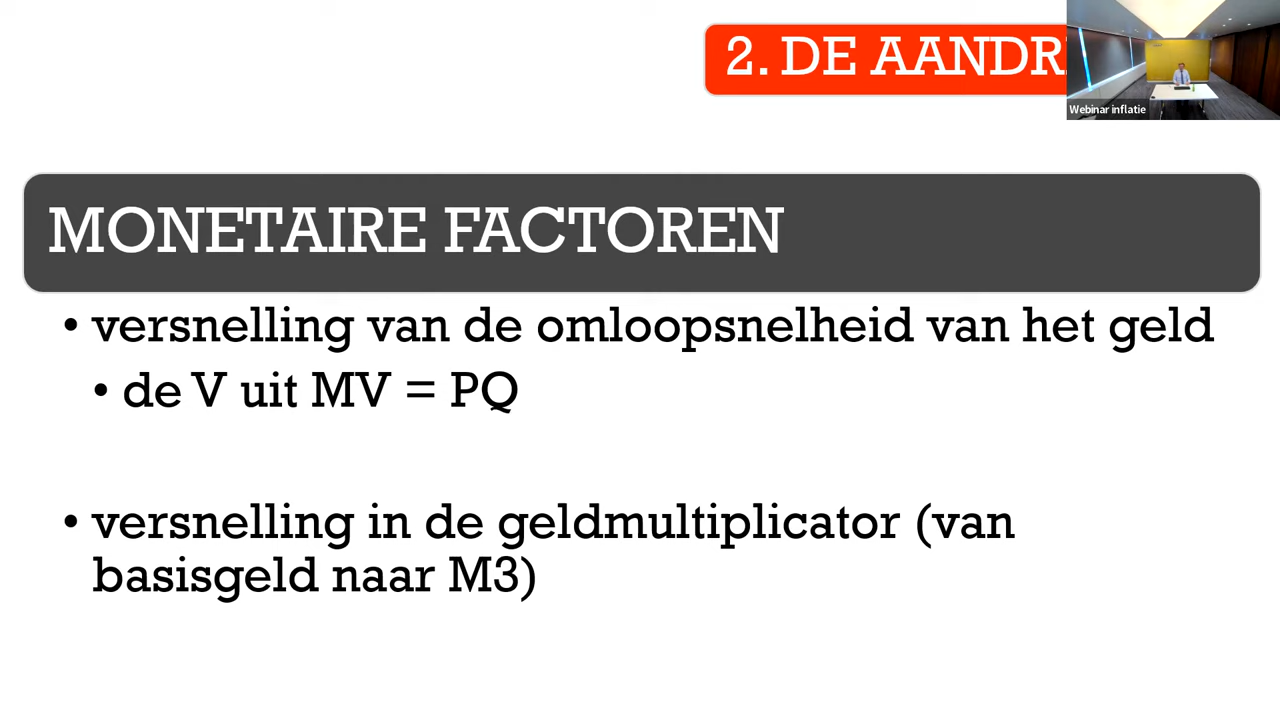 2. DE AANDR
Webinar inflatie
MONETAIRE FACTOREN
• versnelling van de omloopsnelheid van het geld
• de V uit MV = PQ
• versnelling in de geldmultiplicator (van
basisgeld naar M3)